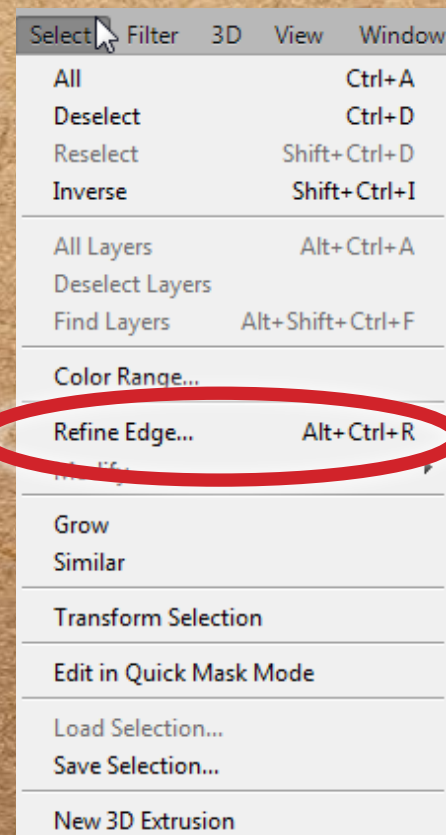 Select Filter 3D View Window
All Ctrl+A
Deselect Ctrl+D
Reselect Shift+Ctrl+D
Inverse Shift+Ctrl+I
All Layers Alt+Ctrl+A
Deselect Layers
Find Layers Alt+Shift+Ctrl+F
Color Range...
Refine Edge... Alt+Ctrl+R
Modify
Grow
Similar
Transform Selection
Edit in Quick Mask Mode
Load Selection...
Save Selection...
New 3D Extrusion